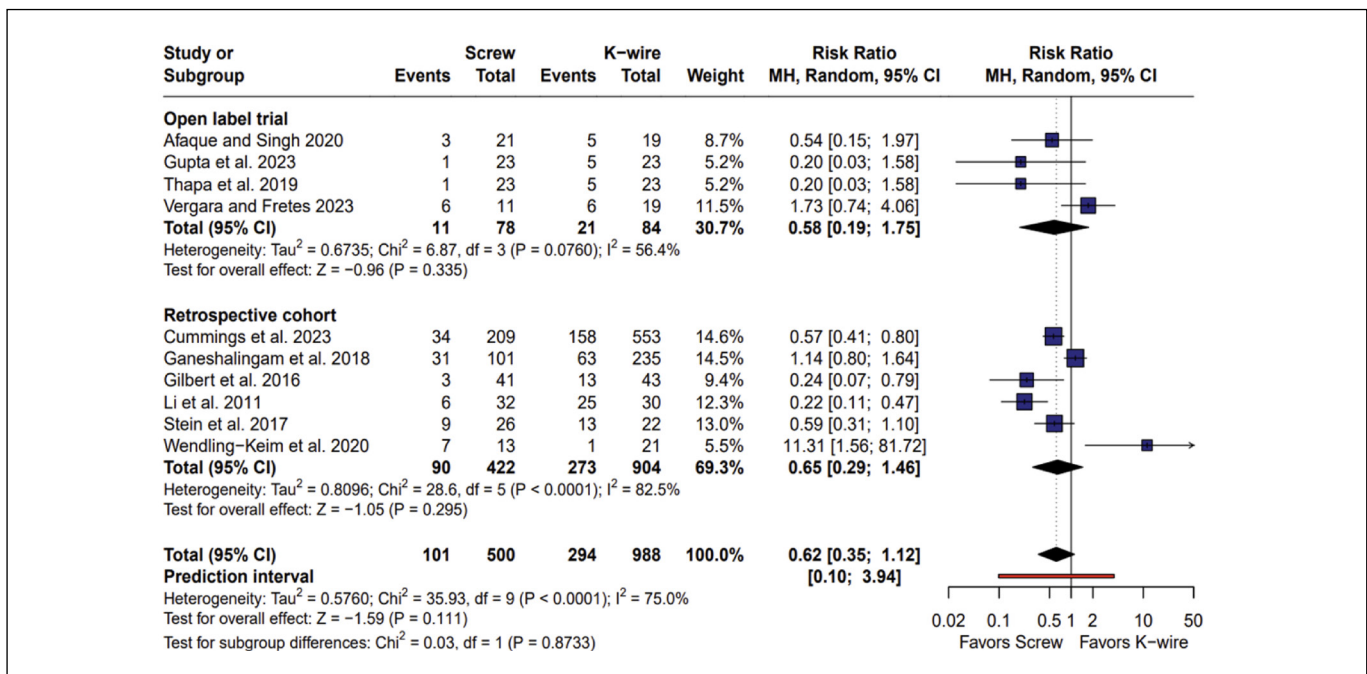 Study or Screw K−wire Risk Ratio Risk Ratio
Subgroup Events Total Events Total Weight MH, Random, 95% CI MH, Random, 95% CI
Open label trial
Afaque and Singh 2020 3 21 5 19 8.7% 0.54 [0.15; 1.97]
Gupta et al. 2023 1 23 5 23 5.2% 0.20 [0.03; 1.58]
Thapa et al. 2019 1 23 5 23 5.2% 0.20 [0.03; 1.58]
Vergara and Fretes 2023 6 11 6 19 11.5% 1.73 [0.74; 4.06]
Total (95% CI) 11 78 21 84 30.7% 0.58 [0.19; 1.75]
Heterogeneity: Tau² = 0.6735; Chi² = 6.87, df = 3 (P = 0.0760); I² = 56.4%
Test for overall effect: Z = −0.96 (P = 0.335)
Retrospective cohort
Cummings et al. 2023 34 209 158 553 14.6% 0.57 [0.41; 0.80]
Ganeshalingam et al. 2018 31 101 63 235 14.5% 1.14 [0.80; 1.64]
Gilbert et al. 2016 3 41 13 43 9.4% 0.24 [0.07; 0.79]
Li et al. 2011 6 32 25 30 12.3% 0.22 [0.11; 0.47]
Stein et al. 2017 9 26 13 22 13.0% 0.59 [0.31; 1.10]
Wendling−Keim et al. 2020 7 13 1 21 5.5% 11.31 [1.56; 81.72]
Total (95% CI) 90 422 273 904 69.3% 0.65 [0.29; 1.46]
Heterogeneity: Tau² = 0.8096; Chi² = 28.6, df = 5 (P < 0.0001); I² = 82.5%
Test for overall effect: Z = −1.05 (P = 0.295)
Total (95% CI) 101 500 294 988 100.0% 0.62 [0.35; 1.12]
Prediction interval [0.10; 3.94]
Heterogeneity: Tau² = 0.5760; Chi² = 35.93, df = 9 (P < 0.0001); I² = 75.0%
Test for overall effect: Z = −1.59 (P = 0.111)
Test for subgroup differences: Chi² = 0.03, df = 1 (P = 0.8733)
0.02 0.1 0.5 1 2 10 50
Favors Screw Favors K−wire